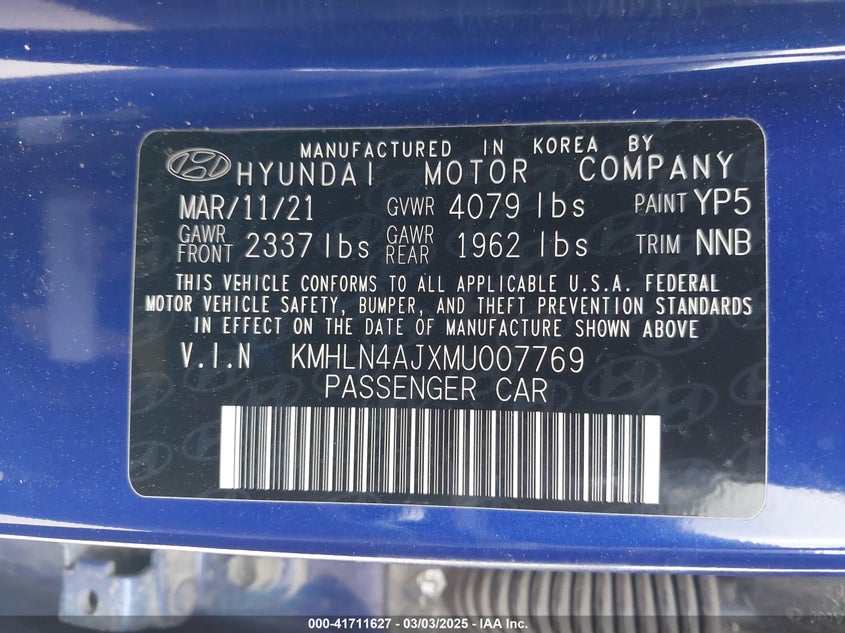 MANUFACTURED IN KOREA BY
HYUNDAI MOTOR COMPANY
MAR/11/21 GVWR 4079 lbs PAINT YP5
GAWR FRONT 2337 lbs GAWR REAR 1962 lbs TRIM NNB
THIS VEHICLE CONFORMS TO ALL APPLICABLE U.S.A. FEDERAL
MOTOR VEHICLE SAFETY, BUMPER, AND THEFT PREVENTION STANDARDS
IN EFFECT ON THE DATE OF MANUFACTURE SHOWN ABOVE
V.I.N KMHLN4AJXMU007769
PASSENGER CAR
000-41711627 - 03/03/2025 - IAA Inc.